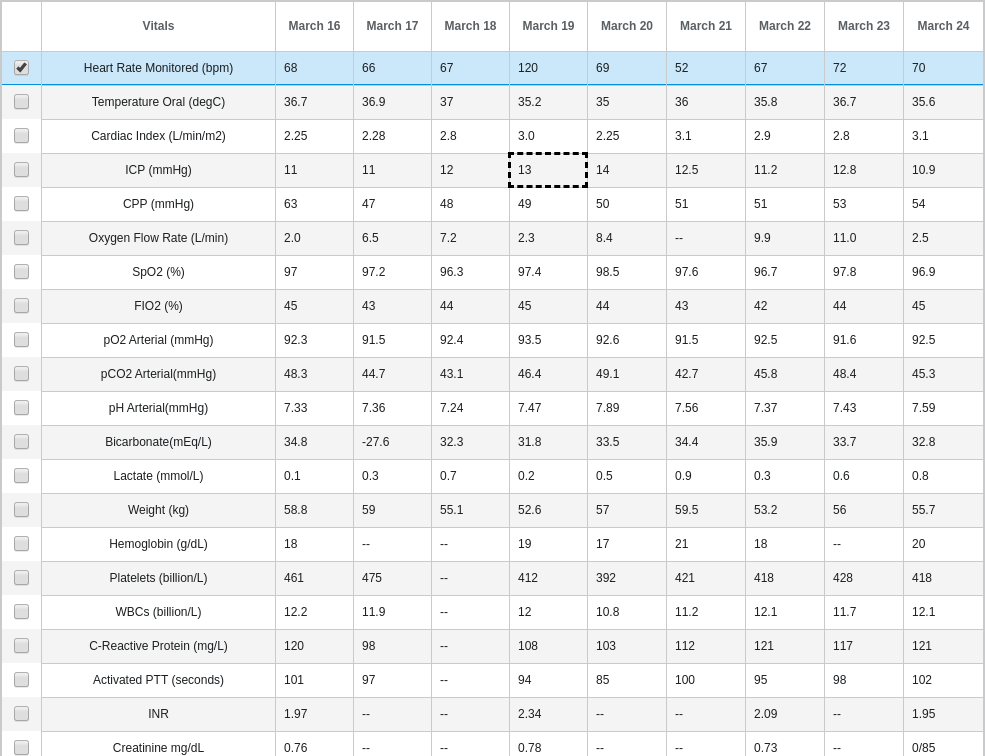 Vitals March 16 March 17 March 18 March 19 March 20 March 21 March 22 March 23 March 24
Heart Rate Monitored (bpm) 68 66 67 120 69 52 67 72 70
Temperature Oral (degC) 36.7 36.9 37 35.2 35 36 35.8 36.7 35.6
Cardiac Index (L/min/m2) 2.25 2.28 2.8 3.0 2.25 3.1 2.9 2.8 3.1
ICP (mmHg) 11 11 12 13 14 12.5 11.2 12.8 10.9
CPP (mmHg) 63 47 48 49 50 51 51 53 54
Oxygen Flow Rate (L/min) 2.0 6.5 7.2 2.3 8.4 -- 9.9 11.0 2.5
SpO2 (%) 97 97.2 96.3 97.4 98.5 97.6 96.7 97.8 96.9
FIO2 (%) 45 43 44 45 44 43 42 44 45
pO2 Arterial (mmHg) 92.3 91.5 92.4 93.5 92.6 91.5 92.5 91.6 92.5
pCO2 Arterial(mmHg) 48.3 44.7 43.1 46.4 49.1 42.7 45.8 48.4 45.3
pH Arterial(mmHg) 7.33 7.36 7.24 7.47 7.89 7.56 7.37 7.43 7.59
Bicarbonate(mEq/L) 34.8 -27.6 32.3 31.8 33.5 34.4 35.9 33.7 32.8
Lactate (mmol/L) 0.1 0.3 0.7 0.2 0.5 0.9 0.3 0.6 0.8
Weight (kg) 58.8 59 55.1 52.6 57 59.5 53.2 56 55.7
Hemoglobin (g/dL) 18 -- -- 19 17 21 18 -- 20
Platelets (billion/L) 461 475 -- 412 392 421 418 428 418
WBCs (billion/L) 12.2 11.9 -- 12 10.8 11.2 12.1 11.7 12.1
C-Reactive Protein (mg/L) 120 98 -- 108 103 112 121 117 121
Activated PTT (seconds) 101 97 -- 94 85 100 95 98 102
INR 1.97 -- -- 2.34 -- -- 2.09 -- 1.95
Creatinine mg/dL 0.76 -- -- 0.78 -- -- 0.73 -- 0/85